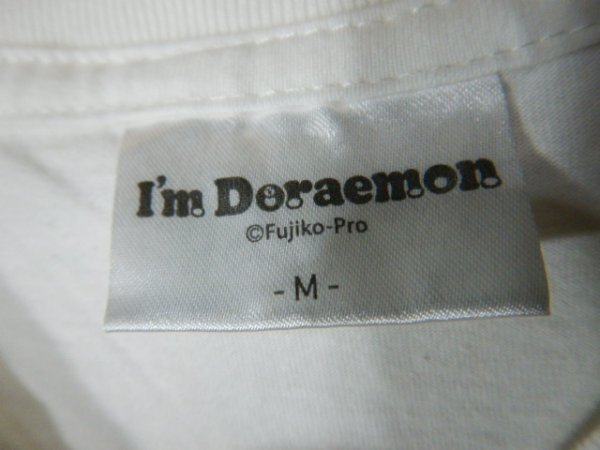 I'm Doraemon
©Fujiko-Pro
- M -